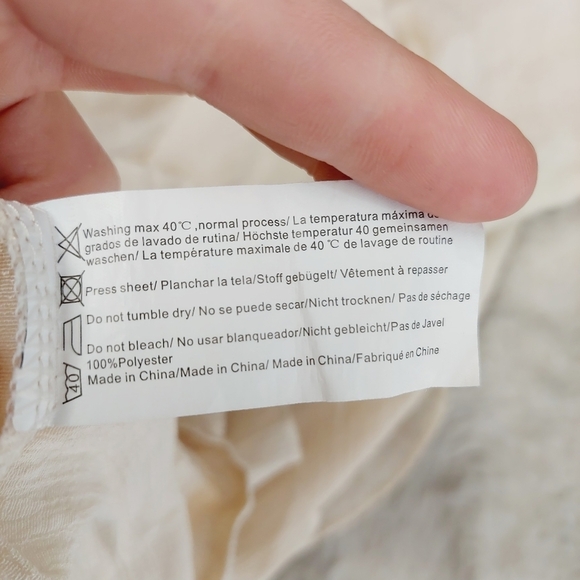 Washing max 40℃ ,normal process/ La temperatura máxima
grados de lavado de rutina/ Höchste temperatur 40 gemeinsamen
waschen/ La température maximale de 40 ℃ de lavage de routine
Press sheet/ Planchar la tela/Stoff gebügelt/ Vêtement à repasser
Do not tumble dry/ No se puede secar/Nicht trocknen/ Pas de séchage
Do not bleach/ No usar blanqueador/Nicht gebleicht/Pas de Javel
100%Polyester
Made in China/Made in China/ Made in China/Fabriqué en Chine
40